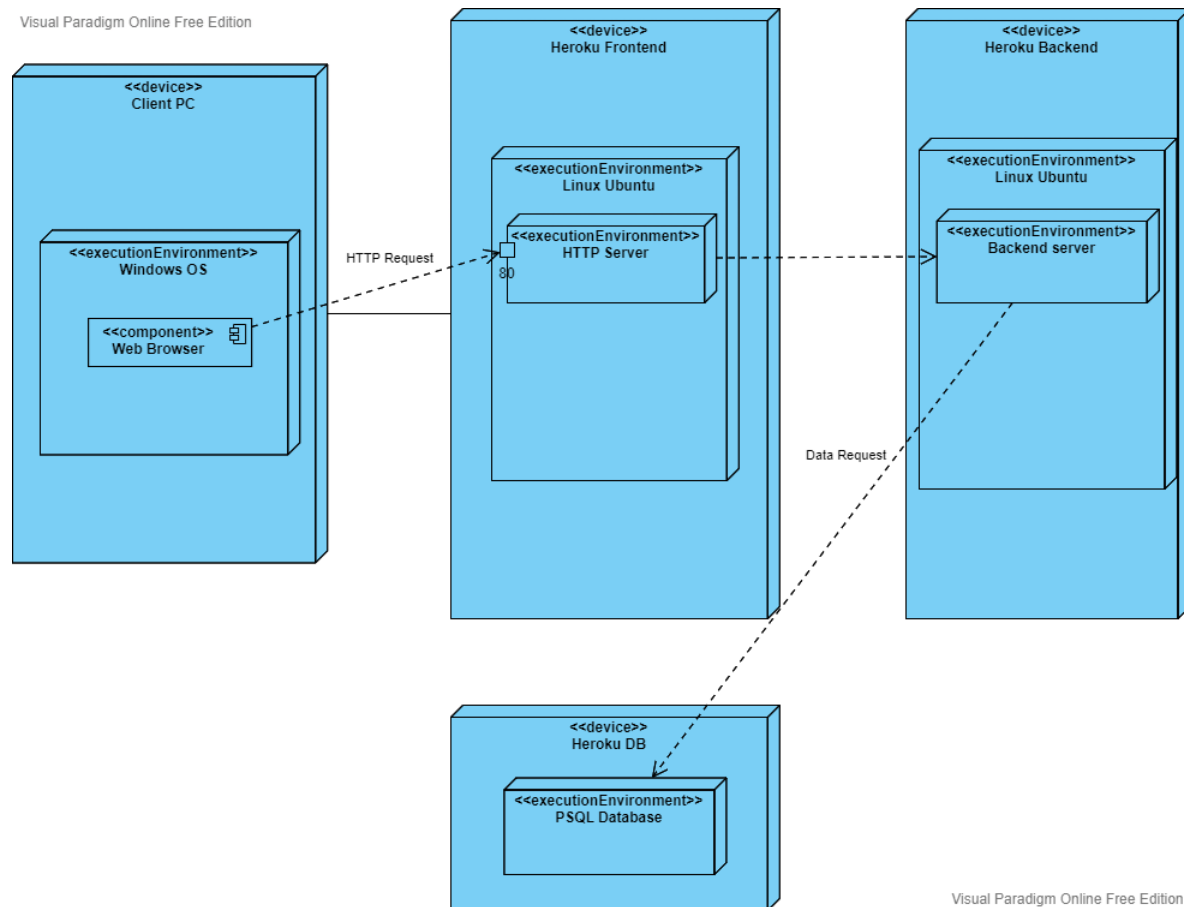 Visual Paradigm Online Free Edition
<<device>>
Client PC
<<executionEnvironment>>
Windows OS
<<component>>
Web Browser
HTTP Request
<<device>>
Heroku Frontend
<<executionEnvironment>>
Linux Ubuntu
<<executionEnvironment>>
HTTP Server
80
<<device>>
Heroku Backend
<<executionEnvironment>>
Linux Ubuntu
<<executionEnvironment>>
Backend server
Data Request
<<device>>
Heroku DB
<<executionEnvironment>>
PSQL Database
Visual Paradigm Online Free Edition